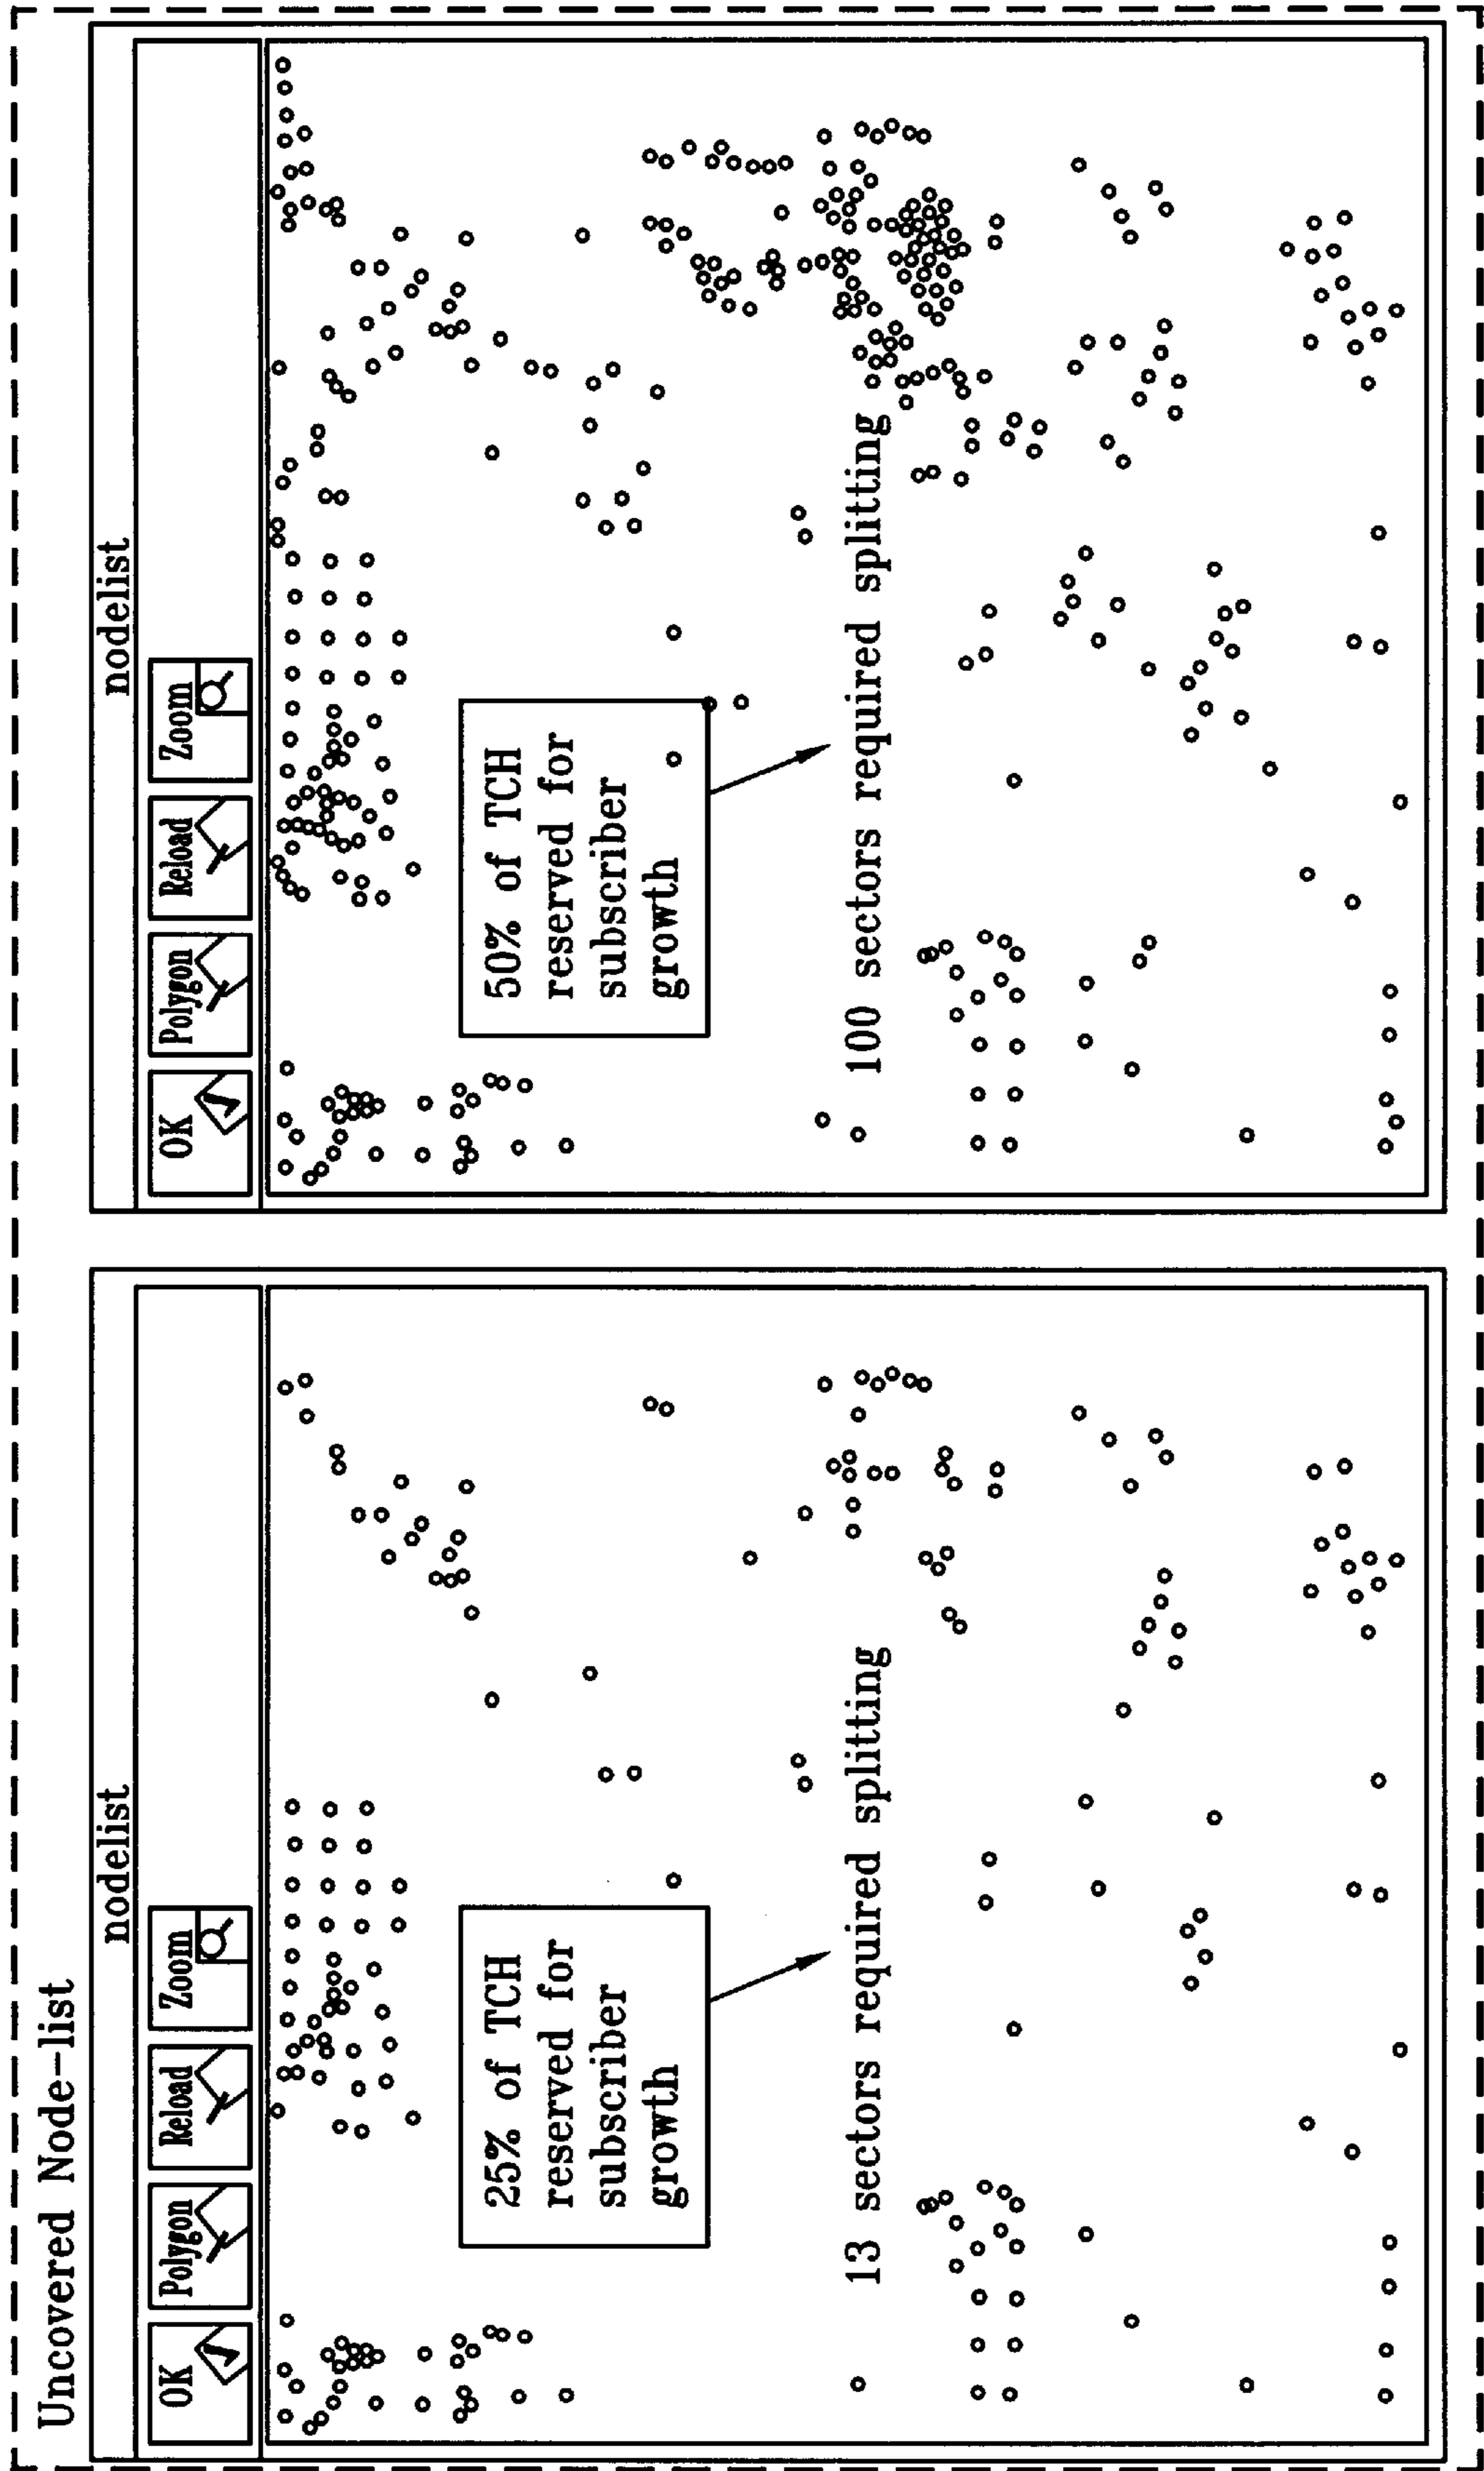 Uncovered Node-list
nodelist
OK Polygon Reload Zoom
25% of TCH
reserved for
subscriber
growth
13 sectors required splitting
nodelist
OK Polygon Reload Zoom
50% of TCH
reserved for
subscriber
growth
100 sectors required splitting